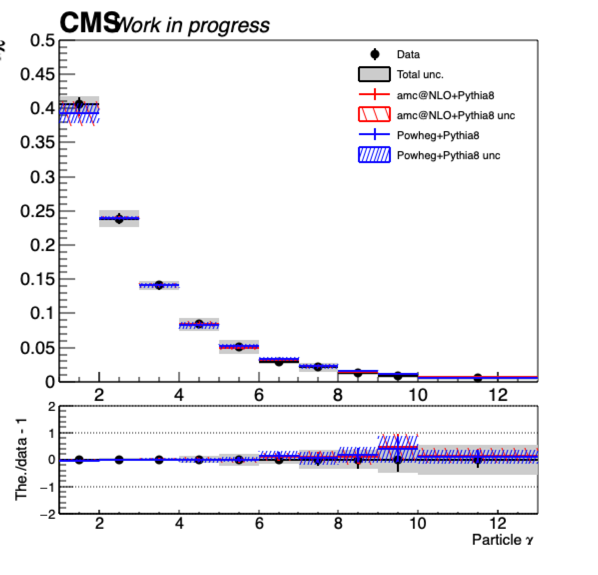 CMS Work in progress
0.5
0.45
0.4
0.35
0.3
0.25
0.2
0.15
0.1
0.05
0
Data
Total unc.
amc@NLO+Pythia8
amc@NLO+Pythia8 unc
Powheg+Pythia8
Powheg+Pythia8 unc
2 4 6 8 10 12
The./data - 1
2
1
0
−1
−2
2 4 6 8 10 12
Particle γ